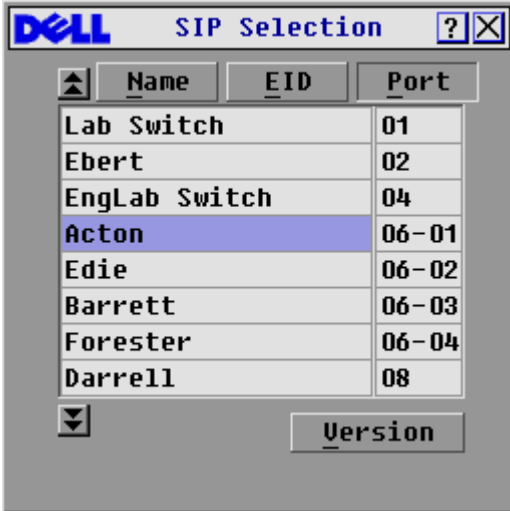 DELL SIP Selection ? X
Name EID Port
Lab Switch 01
Ebert 02
EngLab Switch 04
Acton 06-01
Edie 06-02
Barrett 06-03
Forester 06-04
Darrell 08
Version